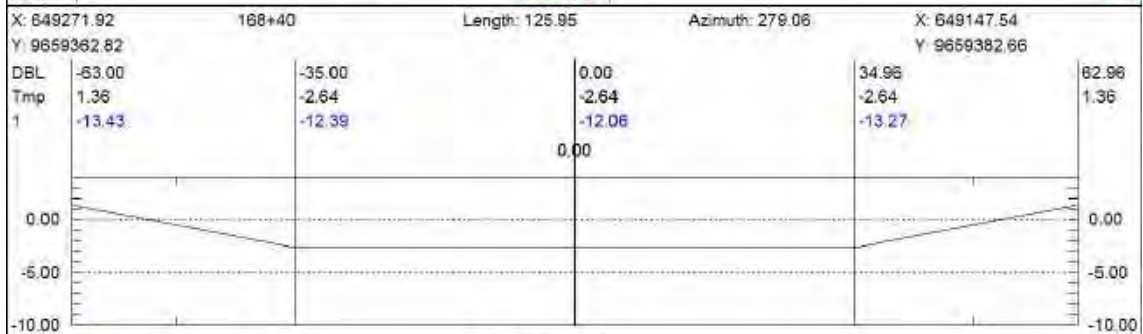 X: 649271.92 168+40 Length: 125.95 Azimuth: 279.06 X: 649147.54
Y: 9659362.82 Y: 9659382.66
DBL -63.00 -35.00 0.00 34.96 62.96
Tmp 1.36 -2.64 -2.64 -2.64 1.36
1 -13.43 -12.39 -12.06 -13.27
0.00
0.00 0.00
-5.00 -5.00
-10.00 -10.00